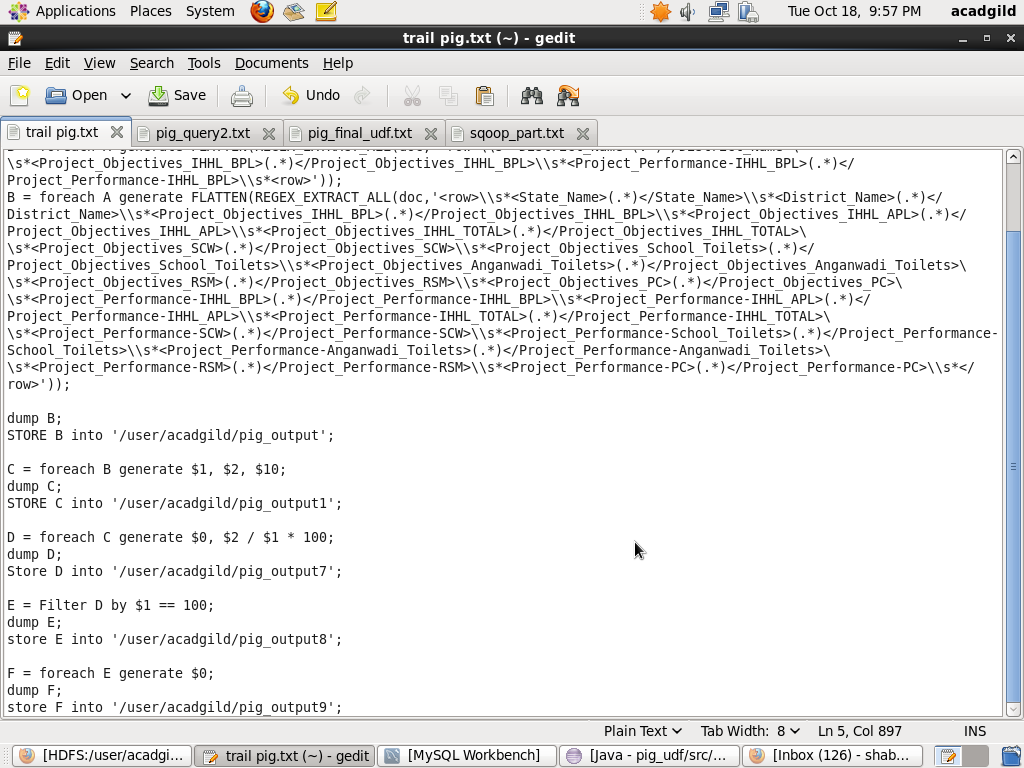 Applications Places System Tue Oct 18, 9:57 PM acadgild
trail pig.txt (~) - gedit
File Edit View Search Tools Documents Help
Open Save Undo
trail pig.txt pig_query2.txt pig_final_udf.txt sqoop_part.txt
\s*<Project_Objectives_IHHL_BPL>(.*)</Project_Objectives_IHHL_BPL>\\s*<Project_Performance-IHHL_BPL>(.*)</
Project_Performance-IHHL_BPL>\\s*<row>'));
B = foreach A generate FLATTEN(REGEX_EXTRACT_ALL(doc,'<row>\\s*<State_Name>(.*)</State_Name>\\s*<District_Name>(.*)</
District_Name>\\s*<Project_Objectives_IHHL_BPL>(.*)</Project_Objectives_IHHL_BPL>\\s*<Project_Objectives_IHHL_APL>(.*)</
Project_Objectives_IHHL_APL>\\s*<Project_Objectives_IHHL_TOTAL>(.*)</Project_Objectives_IHHL_TOTAL>\
\s*<Project_Objectives_SCW>(.*)</Project_Objectives_SCW>\\s*<Project_Objectives_School_Toilets>(.*)</
Project_Objectives_School_Toilets>\\s*<Project_Objectives_Anganwadi_Toilets>(.*)</Project_Objectives_Anganwadi_Toilets>\
\s*<Project_Objectives_RSM>(.*)</Project_Objectives_RSM>\\s*<Project_Objectives_PC>(.*)</Project_Objectives_PC>\
\s*<Project_Performance-IHHL_BPL>(.*)</Project_Performance-IHHL_BPL>\\s*<Project_Performance-IHHL_APL>(.*)</
Project_Performance-IHHL_APL>\\s*<Project_Performance-IHHL_TOTAL>(.*)</Project_Performance-IHHL_TOTAL>\
\s*<Project_Performance-SCW>(.*)</Project_Performance-SCW>\\s*<Project_Performance-School_Toilets>(.*)</Project_Performance-
School_Toilets>\\s*<Project_Performance-Anganwadi_Toilets>(.*)</Project_Performance-Anganwadi_Toilets>\
\s*<Project_Performance-RSM>(.*)</Project_Performance-RSM>\\s*<Project_Performance-PC>(.*)</Project_Performance-PC>\\s*</
row>'));
dump B;
STORE B into '/user/acadgild/pig_output';
C = foreach B generate $1, $2, $10;
dump C;
STORE C into '/user/acadgild/pig_output1';
D = foreach C generate $0, $2 / $1 * 100;
dump D;
Store D into '/user/acadgild/pig_output7';
E = Filter D by $1 == 100;
dump E;
store E into '/user/acadgild/pig_output8';
F = foreach E generate $0;
dump F;
store F into '/user/acadgild/pig_output9';
Plain Text Tab Width: 8 Ln 5, Col 897 INS
[HDFS:/user/acadgi... trail pig.txt (~) - gedit [MySQL Workbench] [Java - pig_udf/src/... [Inbox (126) - shab...